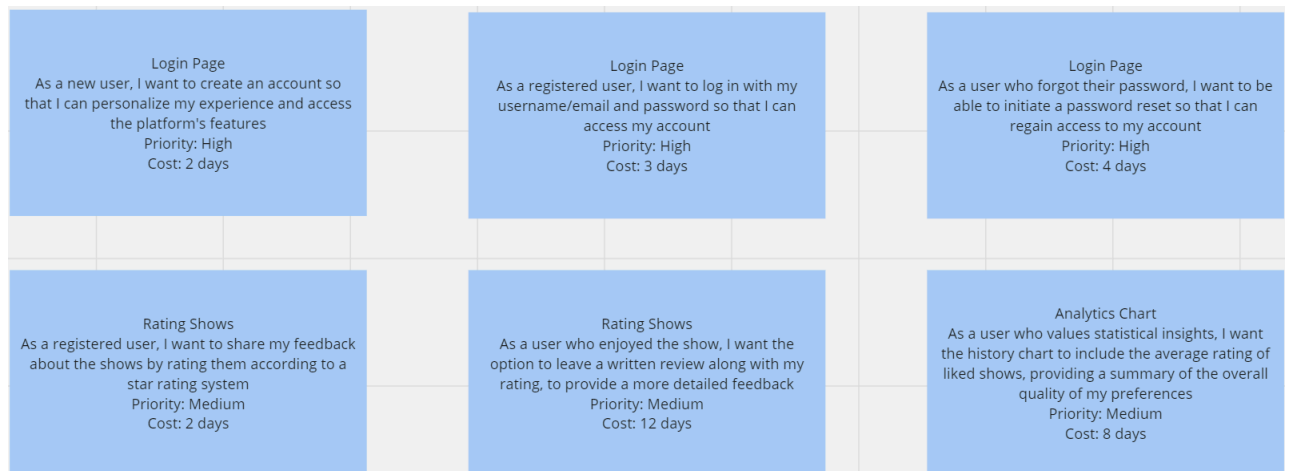 Login Page
As a new user, I want to create an account so
that I can personalize my experience and access
the platform's features
Priority: High
Cost: 2 days
Login Page
As a registered user, I want to log in with my
username/email and password so that I can
access my account
Priority: High
Cost: 3 days
Login Page
As a user who forgot their password, I want to be
able to initiate a password reset so that I can
regain access to my account
Priority: High
Cost: 4 days
Rating Shows
As a registered user, I want to share my feedback
about the shows by rating them according to a
star rating system
Priority: Medium
Cost: 2 days
Rating Shows
As a user who enjoyed the show, I want the
option to leave a written review along with my
rating, to provide a more detailed feedback
Priority: Medium
Cost: 12 days
Analytics Chart
As a user who values statistical insights, I want
the history chart to include the average rating of
liked shows, providing a summary of the overall
quality of my preferences
Priority: Medium
Cost: 8 days